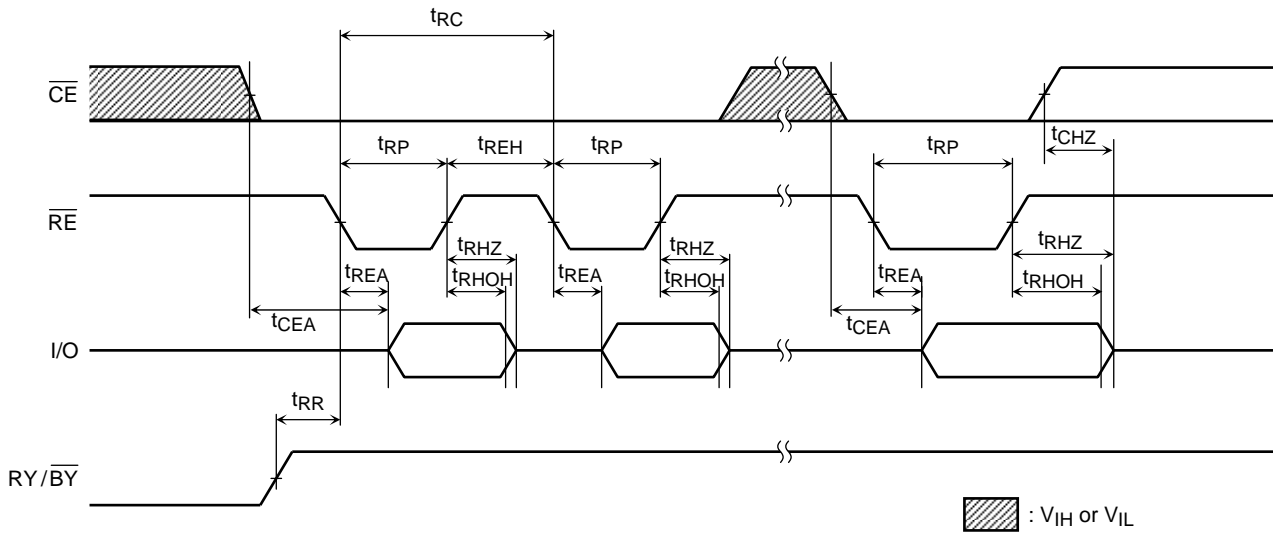 tRC
CE
tRP
tREH
tRP
tRP
tCHZ
RE
tREA
tRHZ
tRHOH
tREA
tRHZ
tRHOH
tREA
tRHZ
tRHOH
tCEA
tCEA
I/O
tRR
RY/BY
: VIH or VIL